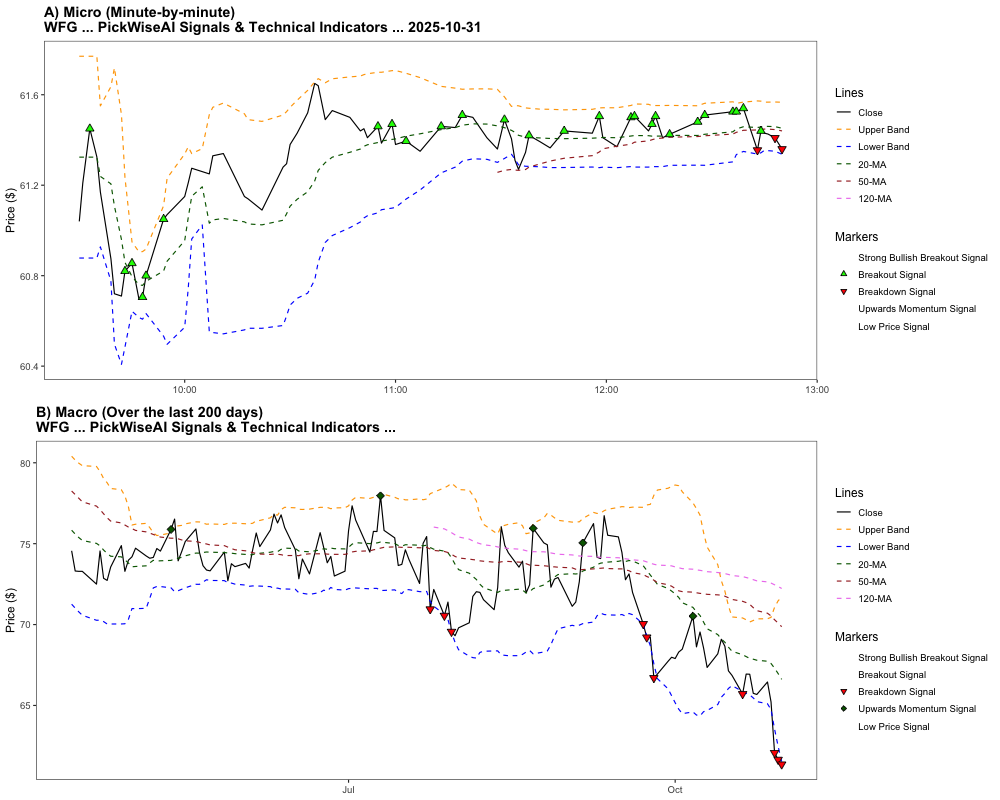 A) Micro (Minute-by-minute)
WFG ... PickWiseAI Signals & Technical Indicators ... 2025-10-31
Price ($)
61.6
61.2
60.8
60.4
10:00
11:00
12:00
13:00
Lines
Close
Upper Band
Lower Band
20-MA
50-MA
120-MA
Markers
Strong Bullish Breakout Signal
Breakout Signal
Breakdown Signal
Upwards Momentum Signal
Low Price Signal
B) Macro (Over the last 200 days)
WFG ... PickWiseAI Signals & Technical Indicators ...
Price ($)
80
75
70
65
Jul
Oct
Lines
Close
Upper Band
Lower Band
20-MA
50-MA
120-MA
Markers
Strong Bullish Breakout Signal
Breakout Signal
Breakdown Signal
Upwards Momentum Signal
Low Price Signal